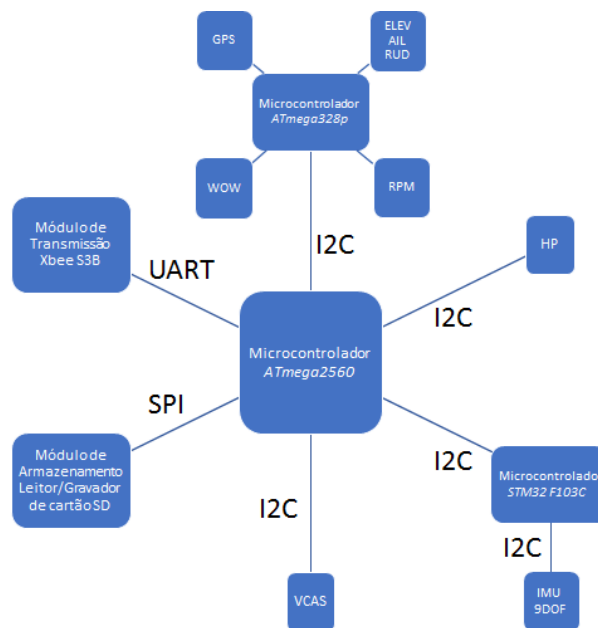 GPS
ELEV
AIL
RUD
Microcontrolador
ATmega328p
WOW
RPM
Módulo de
Transmissão
Xbee S3B
I2C
HP
UART
I2C
Microcontrolador
ATmega2560
SPI
Módulo de
Armazenamento
Leitor/Gravador
de cartão SD
I2C
Microcontrolado
STM32 F103C
I2C
I2C
VCAS
IMU
9DOF